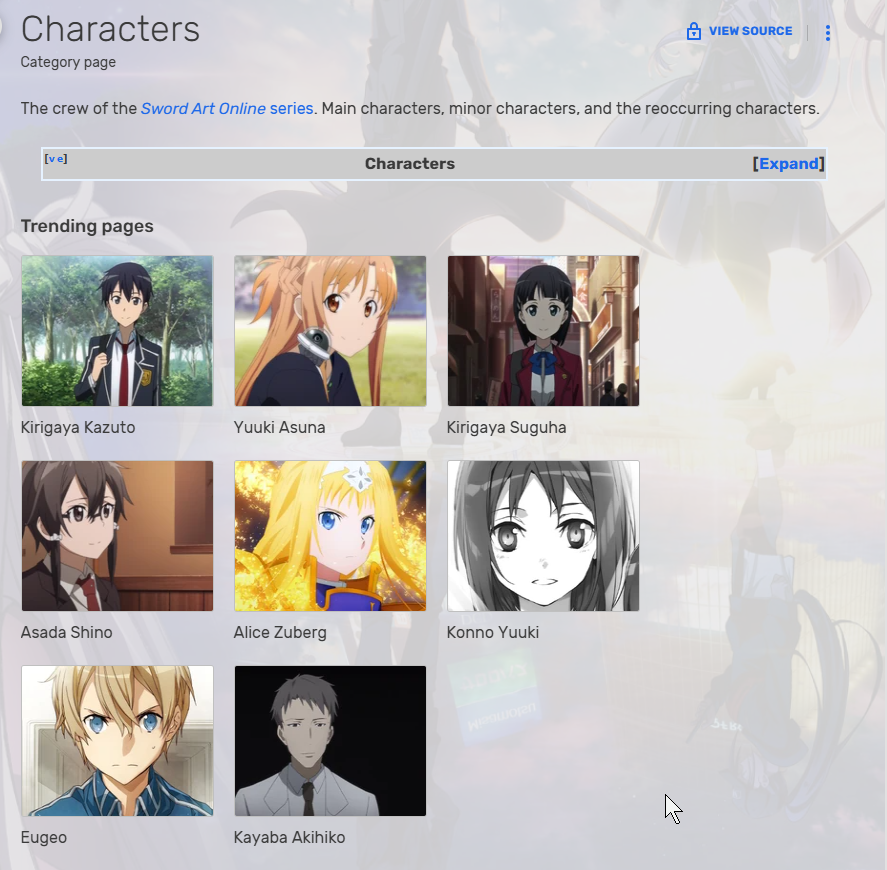 Characters
VIEW SOURCE
Category page
The crew of the Sword Art Online series. Main characters, minor characters, and the reoccurring characters.
[v e] Characters [Expand]
Trending pages
Kirigaya Kazuto Yuuki Asuna Kirigaya Suguha
Asada Shino Alice Zuberg Konno Yuuki
Eugeo Kayaba Akihiko